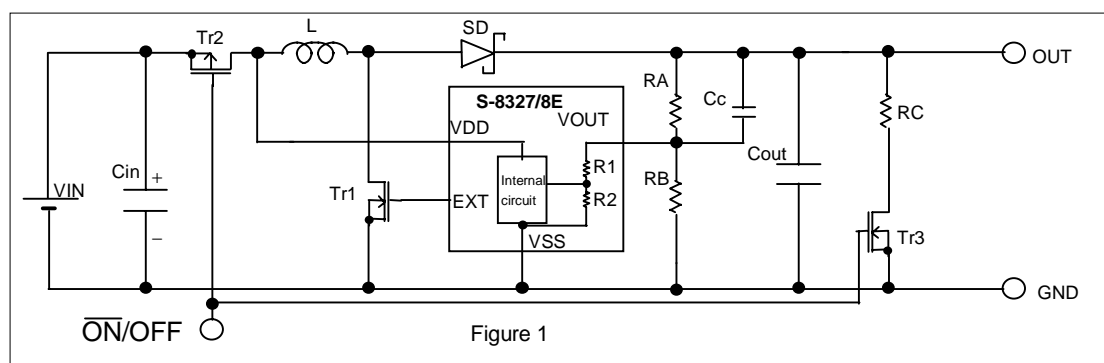 L
SD
Tr2
OUT
S-8327/8E
RA
RC
VOUT
Cc
VDD
Cin
+
R1
Cout
VIN
Internal
circuit
RB
Tr1
EXT
R2
Tr3
−
VSS
GND
ON/OFF
Figure 1